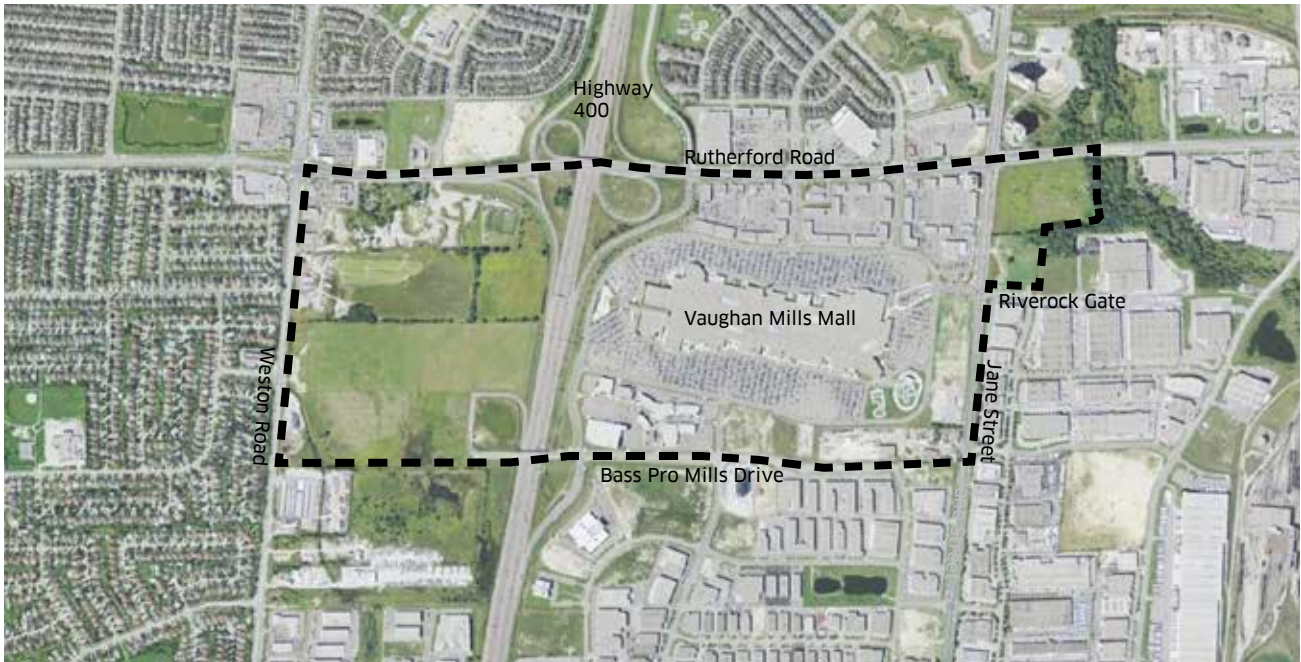 Highway
400
Rutherford Road
Riverock Gate
Vaughan Mills Mall
Weston Road
Jane Street
Bass Pro Mills Drive